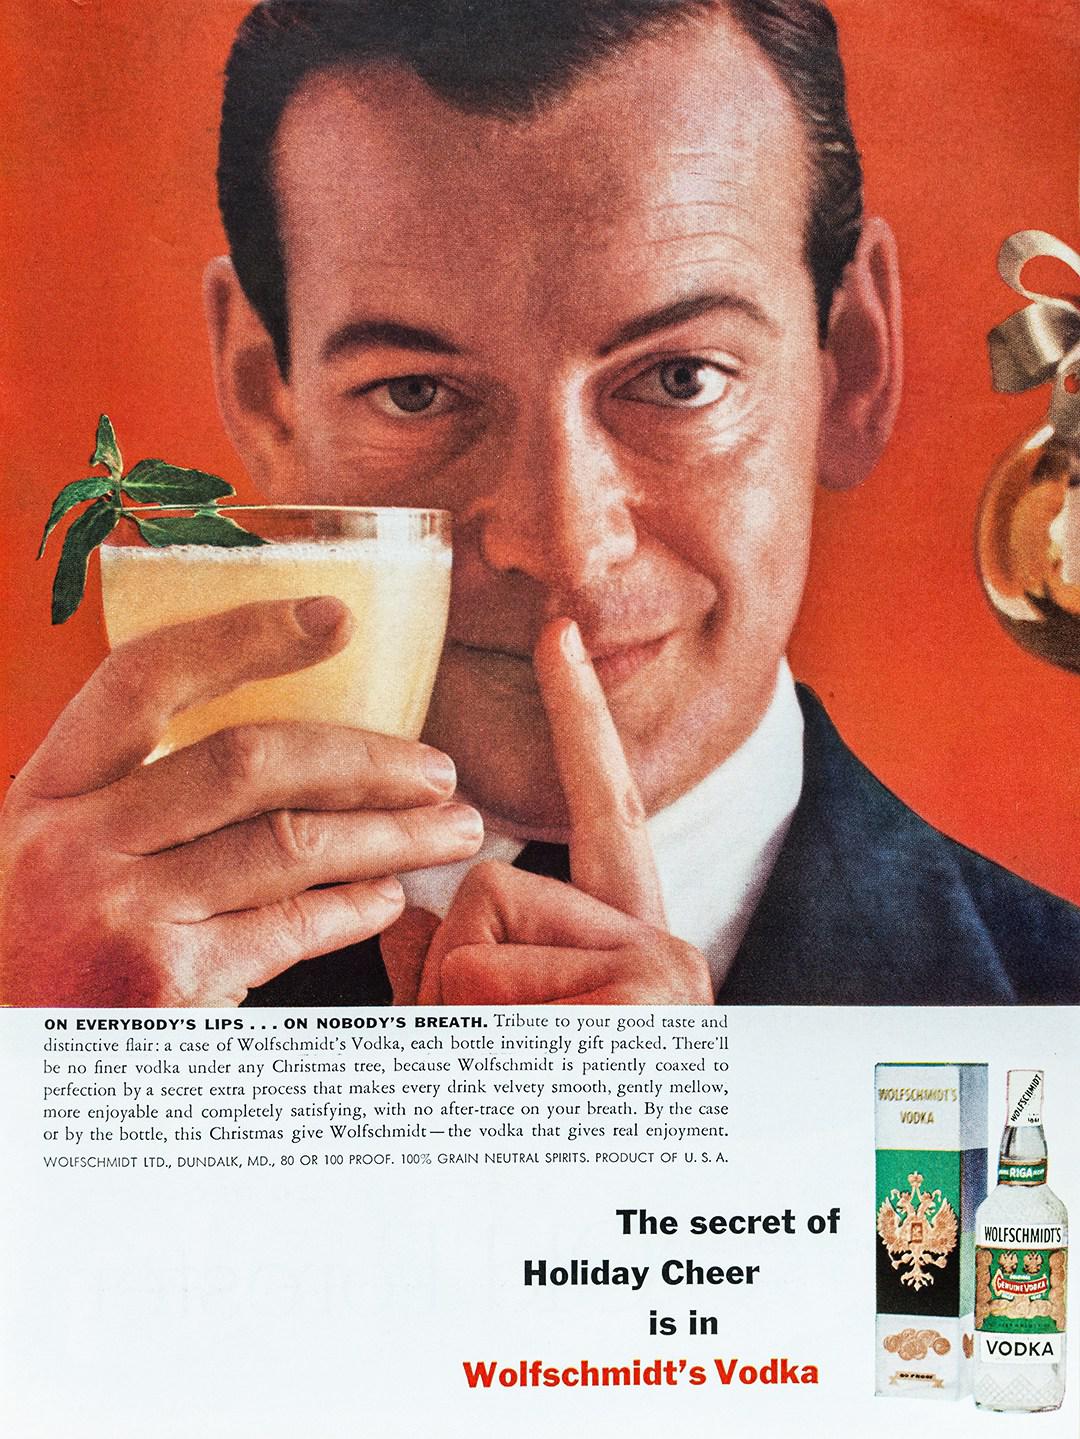 ON EVERYBODY'S LIPS . . . ON NOBODY'S BREATH. Tribute to your good taste and
distinctive flair: a case of Wolfschmidt's Vodka, each bottle invitingly gift packed. There'll
be no finer vodka under any Christmas tree, because Wolfschmidt is patiently coaxed to
perfection by a secret extra process that makes every drink velvety smooth, gently mellow,
more enjoyable and completely satisfying, with no after-trace on your breath. By the case
or by the bottle, this Christmas give Wolfschmidt—the vodka that gives real enjoyment.
WOLFSCHMIDT LTD., DUNDALK, MD., 80 OR 100 PROOF. 100% GRAIN NEUTRAL SPIRITS. PRODUCT OF U. S. A.
The secret of
Holiday Cheer
is in
Wolfschmidt's Vodka
WOLFSCHMIDT'S
VODKA
80 PROOF
WOLFSCHMIDT
RIGA
WOLFSCHMIDT'S
GENUINE VODKA
VODKA